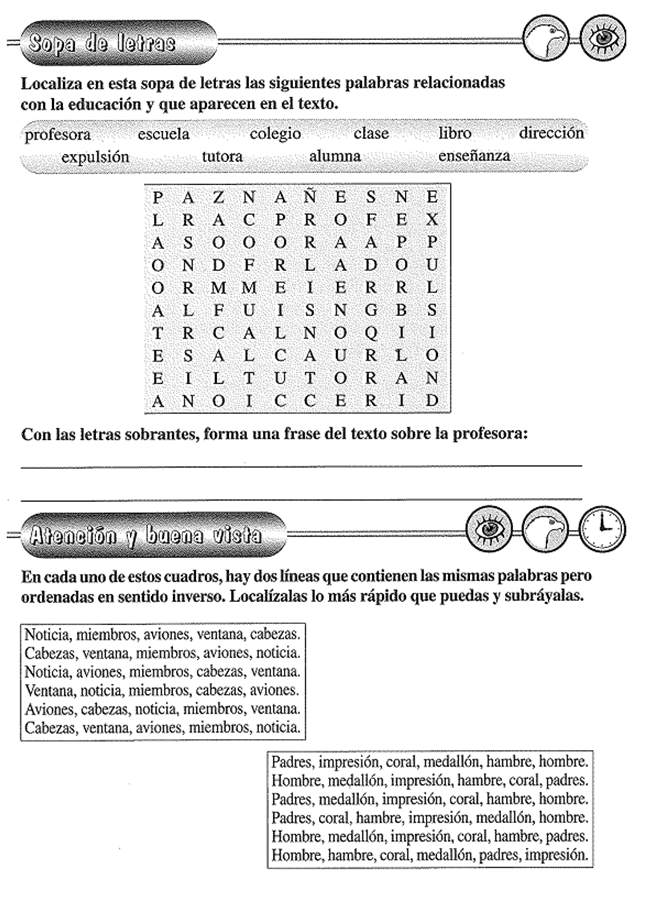 Sopa de letras
Localiza en esta sopa de letras las siguientes palabras relacionadas
con la educación y que aparecen en el texto.
profesora escuela colegio clase libro dirección
expulsión tutora alumna enseñanza
P A Z N A Ñ E S N E
L R A C P R O F E X
A S O O O R A A P P
O N D F R L A D O U
O R M M E I E R R L
A L F U I S N G B S
T R C A L N O Q I I
E S A L C A U R L O
E I L T U T O R A N
A N O I C C E R I D
Con las letras sobrantes, forma una frase del texto sobre la profesora:
Atención y buena vista
En cada uno de estos cuadros, hay dos líneas que contienen las mismas palabras pero
ordenadas en sentido inverso. Localízalas lo más rápido que puedas y subráyalas.
Noticia, miembros, aviones, ventana, cabezas.
Cabezas, ventana, miembros, aviones, noticia.
Noticia, aviones, miembros, cabezas, ventana.
Ventana, noticia, miembros, cabezas, aviones.
Aviones, cabezas, noticia, miembros, ventana.
Cabezas, ventana, aviones, miembros, noticia.
Padres, impresión, coral, medallón, hambre, hombre.
Hombre, medallón, impresión, hambre, coral, padres.
Padres, medallón, impresión, coral, hambre, hombre.
Padres, coral, hambre, impresión, medallón, hombre.
Hombre, medallón, impresión, coral, hambre, padres.
Hombre, hambre, coral, medallón, padres, impresión.